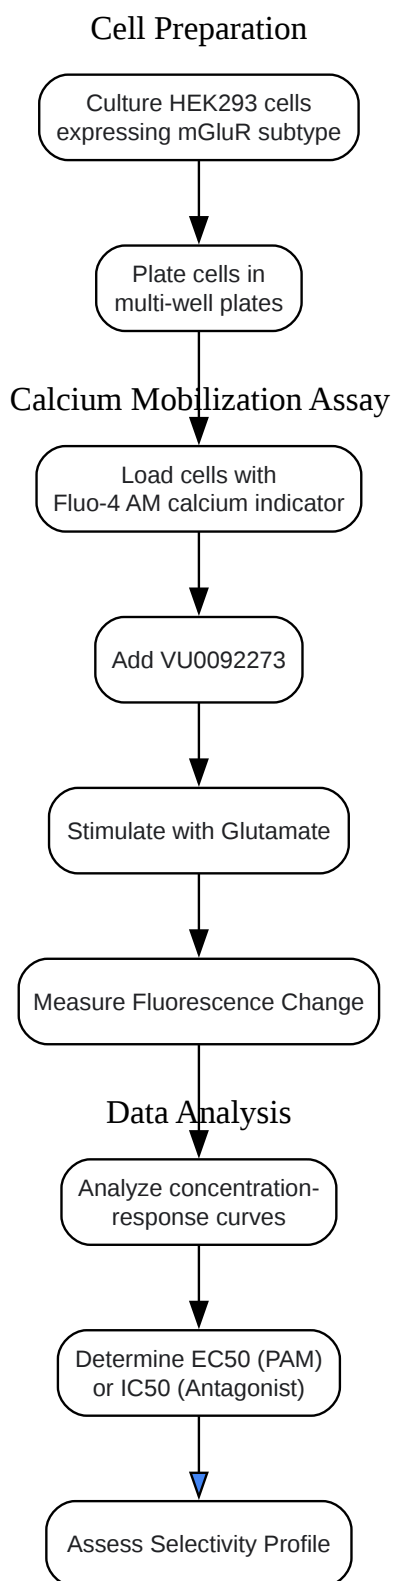 Cell Preparation
Culture HEK293 cells
expressing mGluR subtype
Plate cells in
multi-well plates
Calcium Mobilization Assay
Load cells with
Fluo-4 AM calcium indicator
Add VU0092273
Stimulate with Glutamate
Measure Fluorescence Change
Data Analysis
Analyze concentration-
response curves
Determine EC50 (PAM)
or IC50 (Antagonist)
Assess Selectivity Profile